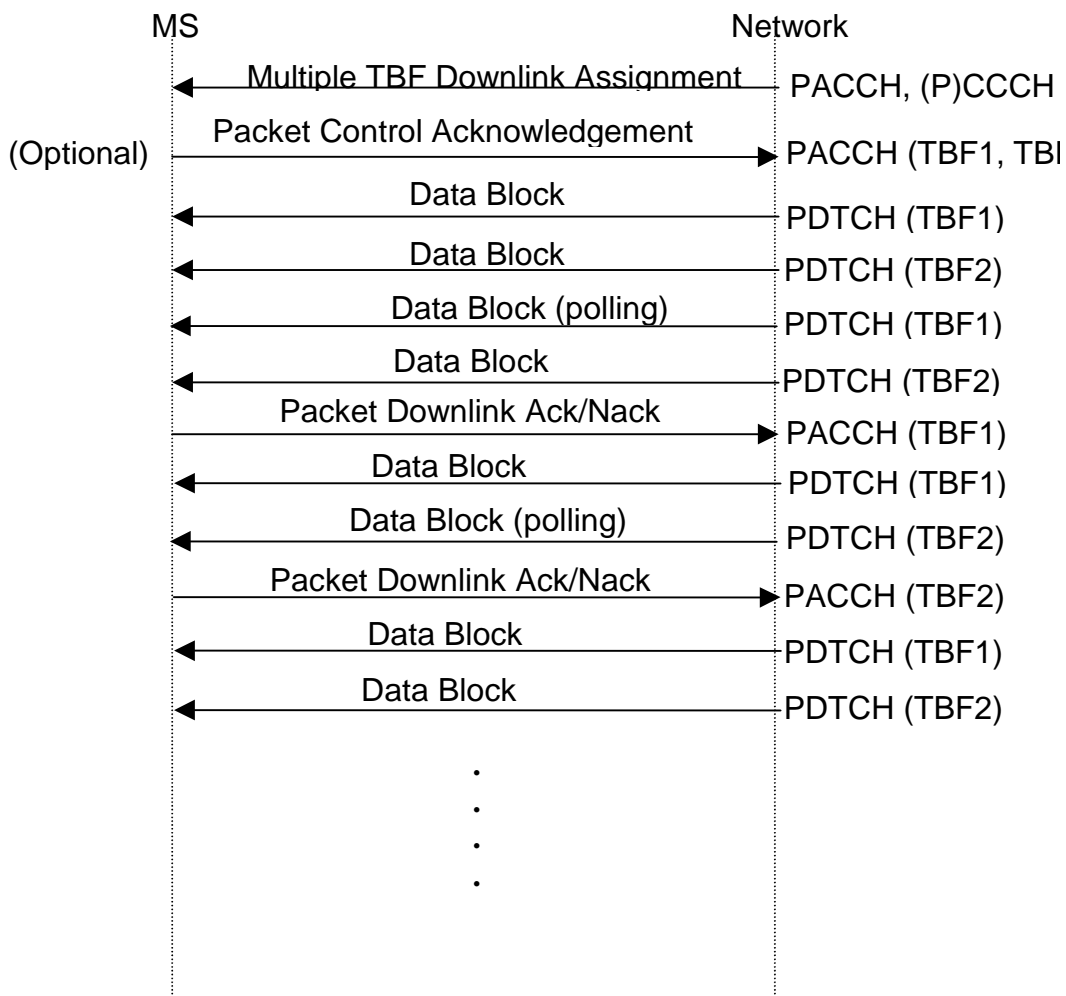 MS Network
Multiple TBF Downlink Assignment PACCH, (P)CCCH
(Optional) Packet Control Acknowledgement PACCH (TBF1,
Data Block PDTCH (TBF1)
Data Block PDTCH (TBF2)
Data Block (polling) PDTCH (TBF1)
Data Block PDTCH (TBF2)
Packet Downlink Ack/Nack PACCH (TBF1)
Data Block PDTCH (TBF1)
Data Block (polling) PDTCH (TBF2)
Packet Downlink Ack/Nack PACCH (TBF2)
Data Block PDTCH (TBF1)
Data Block PDTCH (TBF2)